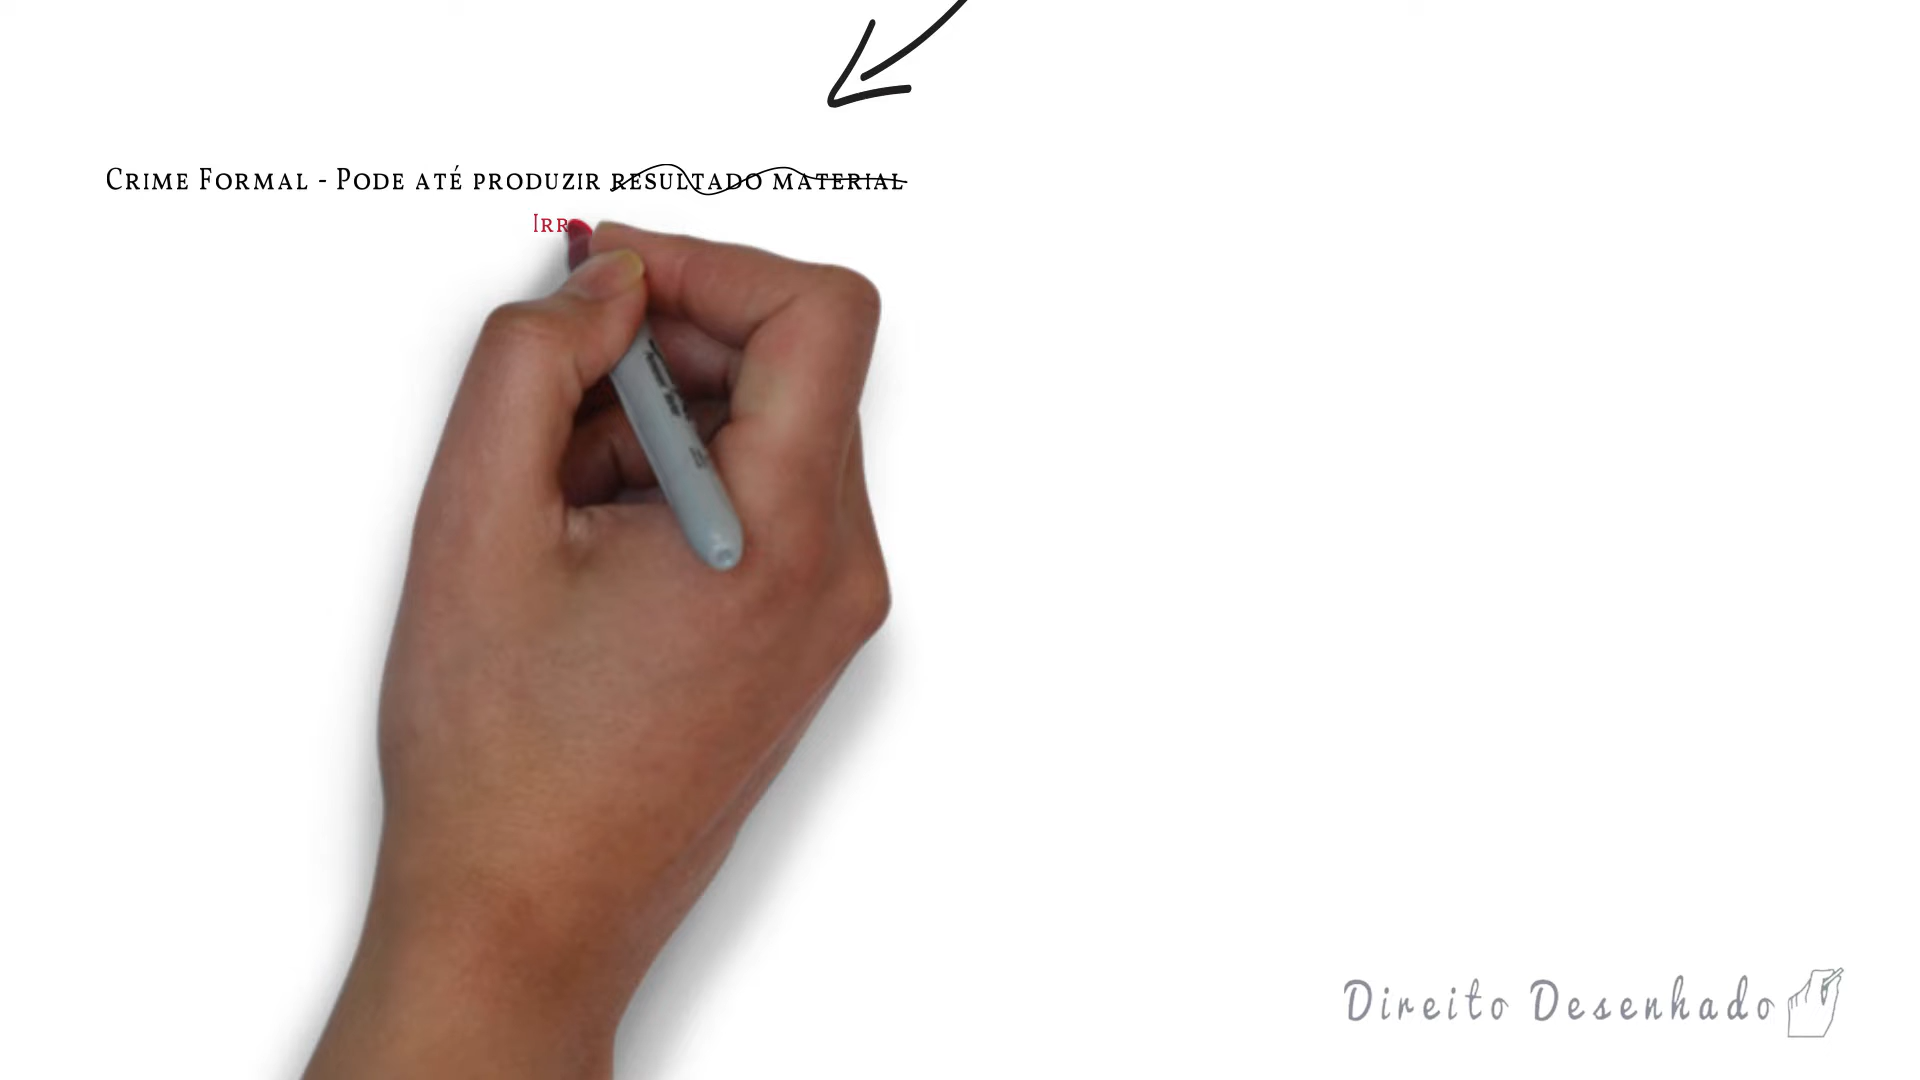 Crime Formal - Pode até produzir resultado material
Irr
Direito Desenhado